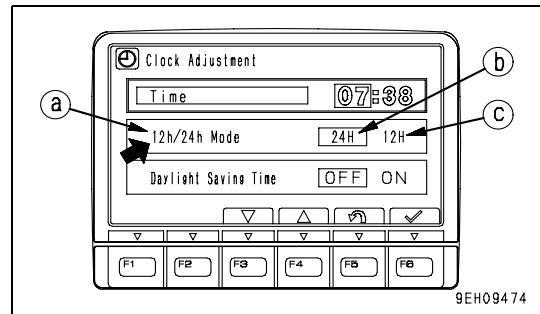 Clock Adjustment
Time 07:38
12h/24h Mode 24H 12H
Daylight Saving Time OFF ON
a
b
c
F1 F2 F3 F4 F5 F6
9EH09474